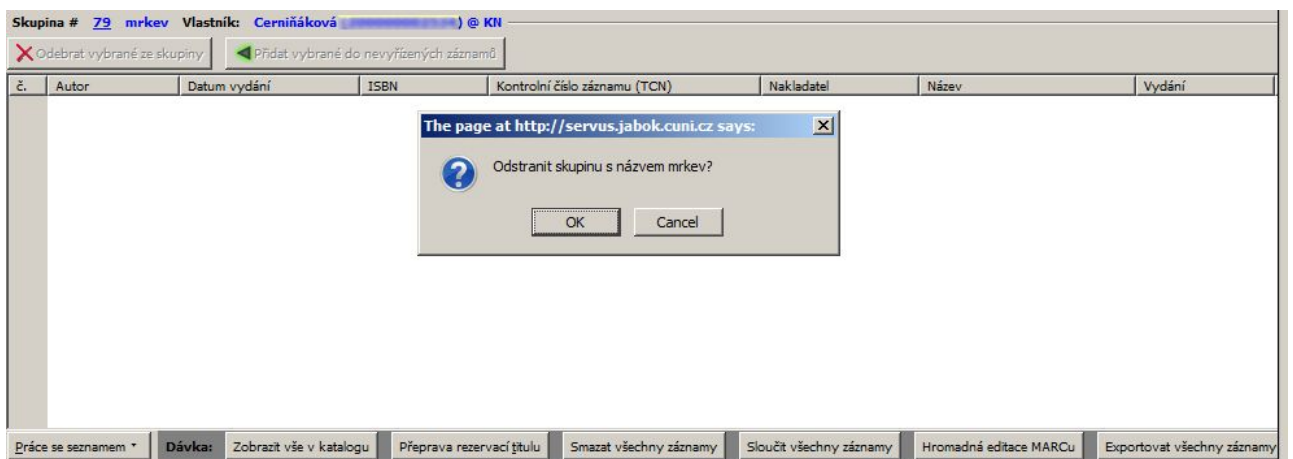 Skupina # 79 mrkev Vlastník: Cerniňáková ) @ KN
Odebrat vybrané ze skupiny Přidat vybrané do nevyřízených záznamů
č. Autor Datum vydání ISBN Kontrolní číslo záznamu (TCN) Nakladatel Název Vydání
The page at http://servus.jabok.cuni.cz says:
Odstranit skupinu s názvem mrkev?
OK Cancel
Práce se seznamem Dávka: Zobrazit vše v katalogu Přeprava rezervací titulu Smazat všechny záznamy Sloučit všechny záznamy Hromadná editace MARCu Exportovat všechny záznamy